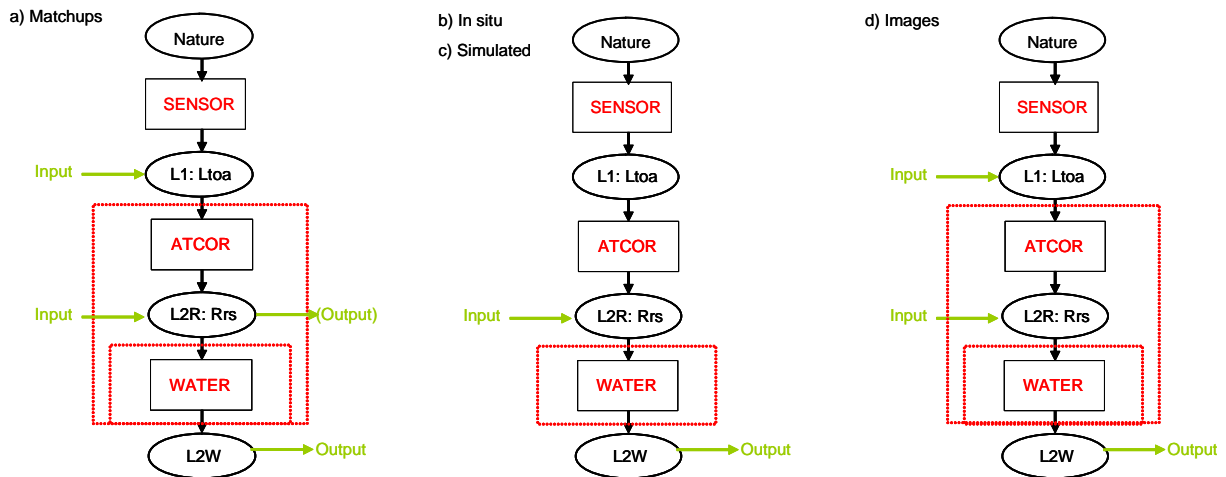 a) Matchups
Nature
SENSOR
Input
L1: Ltoa
ATCOR
Input
L2R: Rrs
(Output)
WATER
L2W
Output
b) In situ
c) Simulated
Nature
SENSOR
L1: Ltoa
ATCOR
Input
L2R: Rrs
WATER
L2W
Output
d) Images
Nature
SENSOR
Input
L1: Ltoa
ATCOR
Input
L2R: Rrs
WATER
L2W
Output